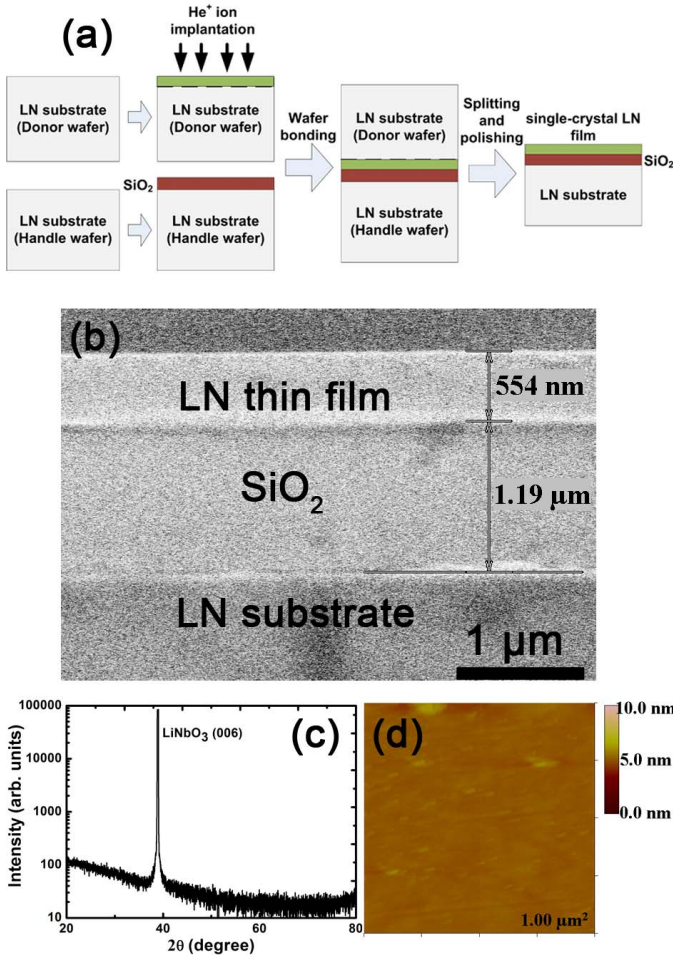 (a)
He⁺ ion
implantation
LN substrate
(Donor wafer)
LN substrate
(Donor wafer)
SiO₂
LN substrate
(Handle wafer)
LN substrate
(Handle wafer)
Wafer
bonding
LN substrate
(Donor wafer)
LN substrate
(Handle wafer)
Splitting
and
polishing
single-crystal LN
film
SiO₂
LN substrate
(b)
LN thin film
554 nm
SiO₂
1.19 µm
LN substrate
1 µm
(c)
Intensity (arb. units)
100000
10000
1000
100
10
LiNbO₃ (006)
20
40
60
80
2θ (degree)
(d)
10.0 nm
5.0 nm
0.0 nm
1.00 µm²